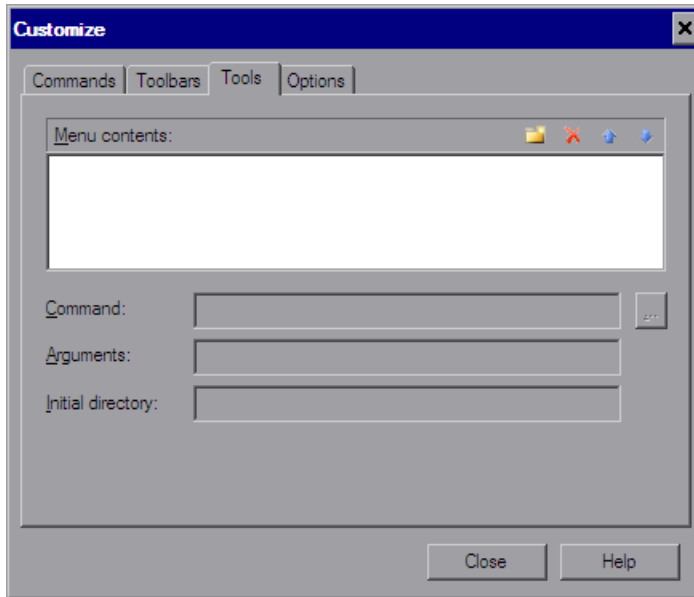 Customize
Commands Toolbars Tools Options
Menu contents:
Command:
...
Arguments:
Initial directory:
Close Help